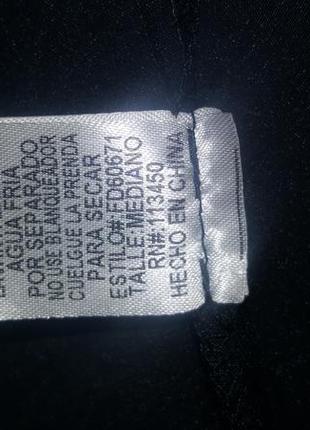 AGUA FRIA
POR SEPARADO
NO USE BLANQUEADOR
CUELGUE LA PRENDA
PARA SECAR
ESTILO#:FD60671
TALLE:MEDIANO
RN#:113450
HECHO EN CHINA